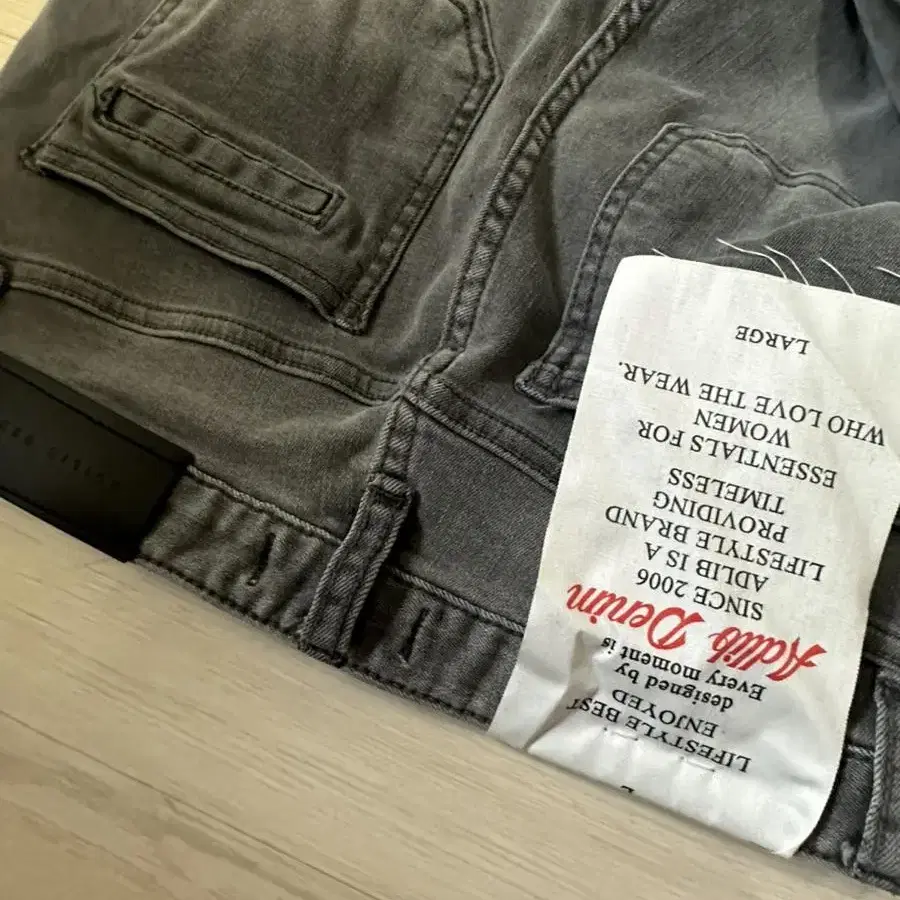 LIFESTYLE BEST
ENJOYED
designed by
Every moment is
Adlib Denim
SINCE 2006
ADLIB IS A
LIFESTYLE BRAND
PROVIDING
TIMELESS
ESSENTIALS FOR
WOMEN
WHO LOVE THE WEAR.
LARGE